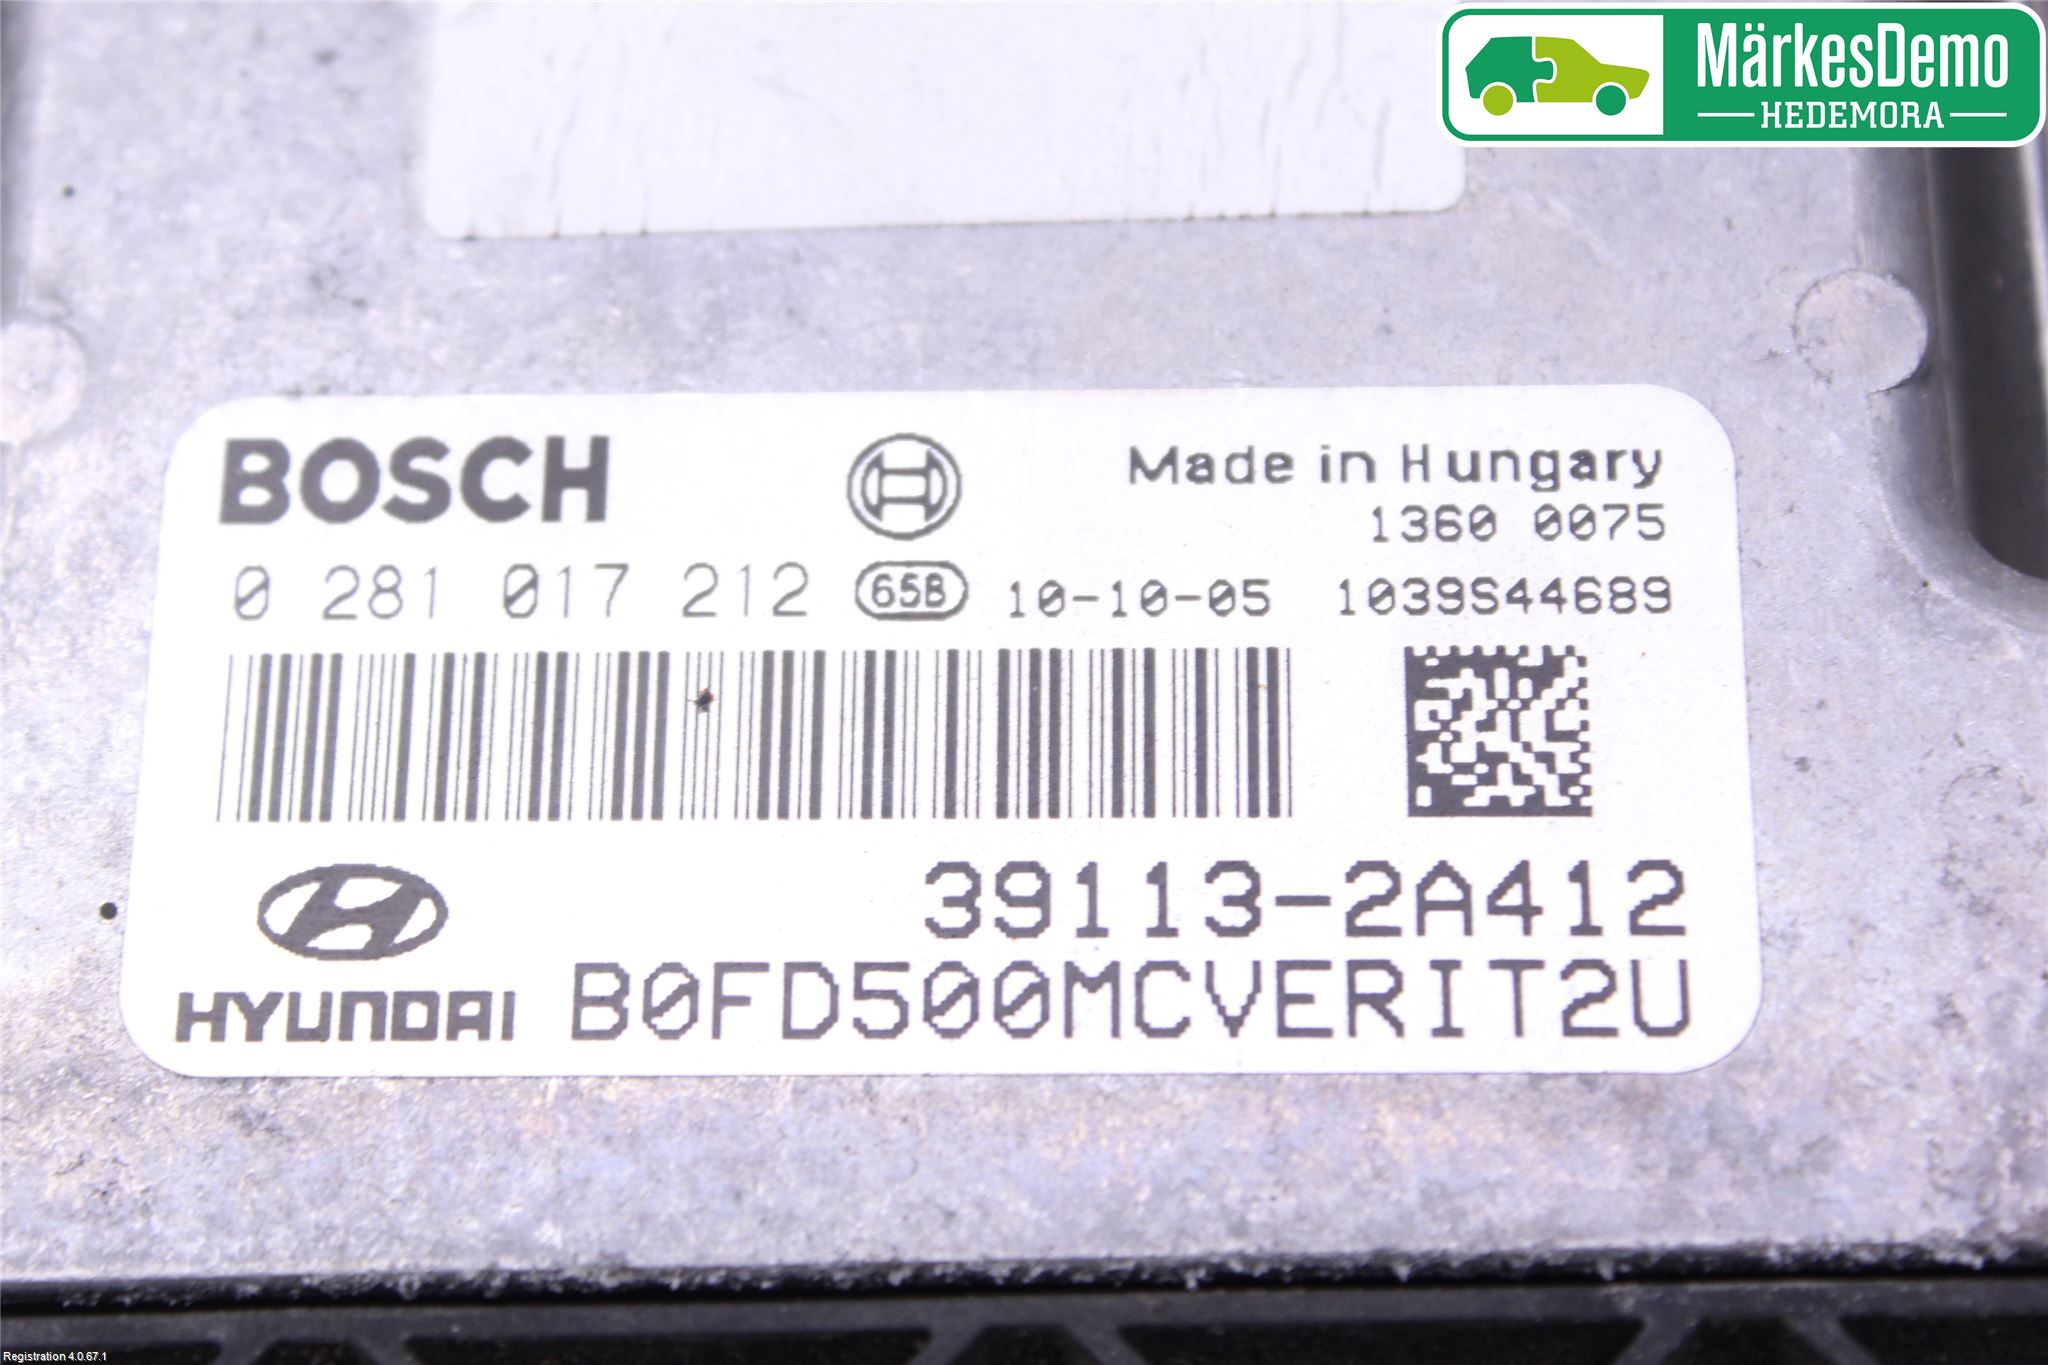 MärkesDemo
HEDEMORA
BOSCH
Made in Hungary
1360 0075
0 281 017 212 65B 10-10-05 1039S44689
39113-2A412
HYUNDAI B0FD500MCVERIT2U
Registration 4.0.67.1